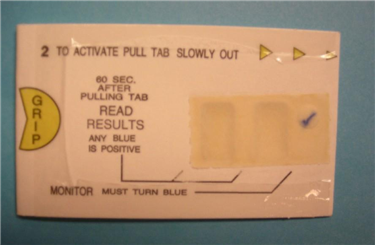 2 TO ACTIVATE PULL TAB SLOWLY OUT
GRIP
60 SEC.
AFTER
PULLING TAB
READ
RESULTS
ANY BLUE
IS POSITIVE
MONITOR MUST TURN BLUE